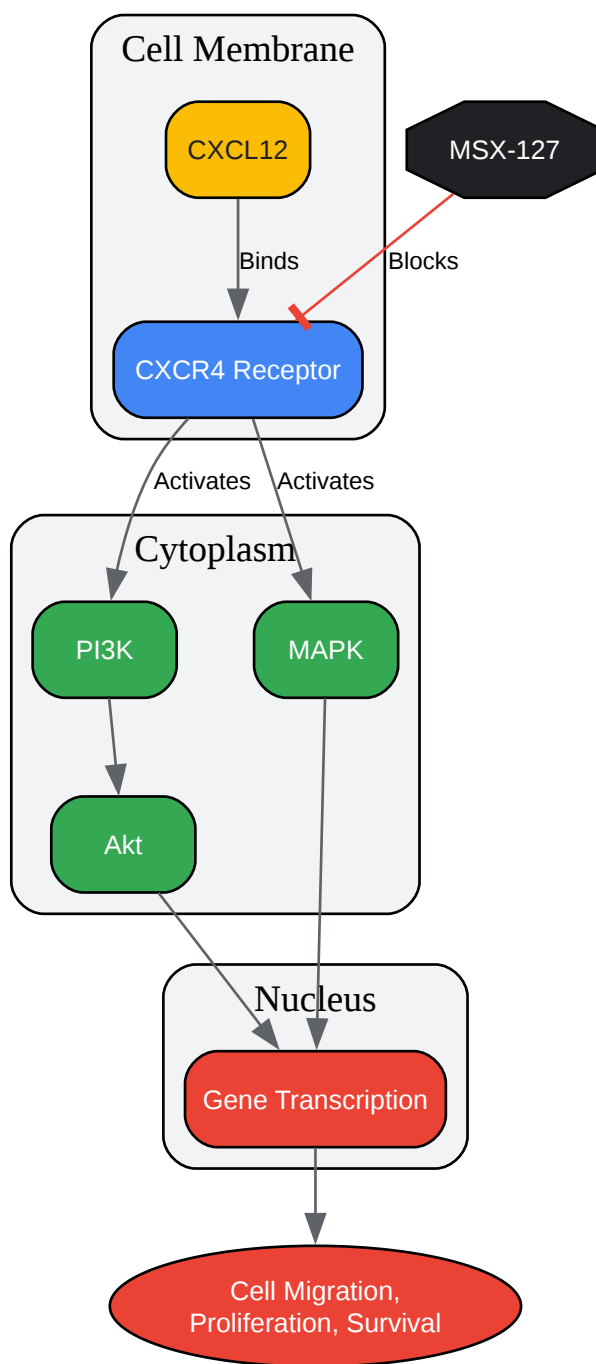 Cell Membrane
CXCL12
MSX-127
Binds
Blocks
CXCR4 Receptor
Activates
Activates
Cytoplasm
PI3K
MAPK
Akt
Nucleus
Gene Transcription
Cell Migration,
Proliferation, Survival